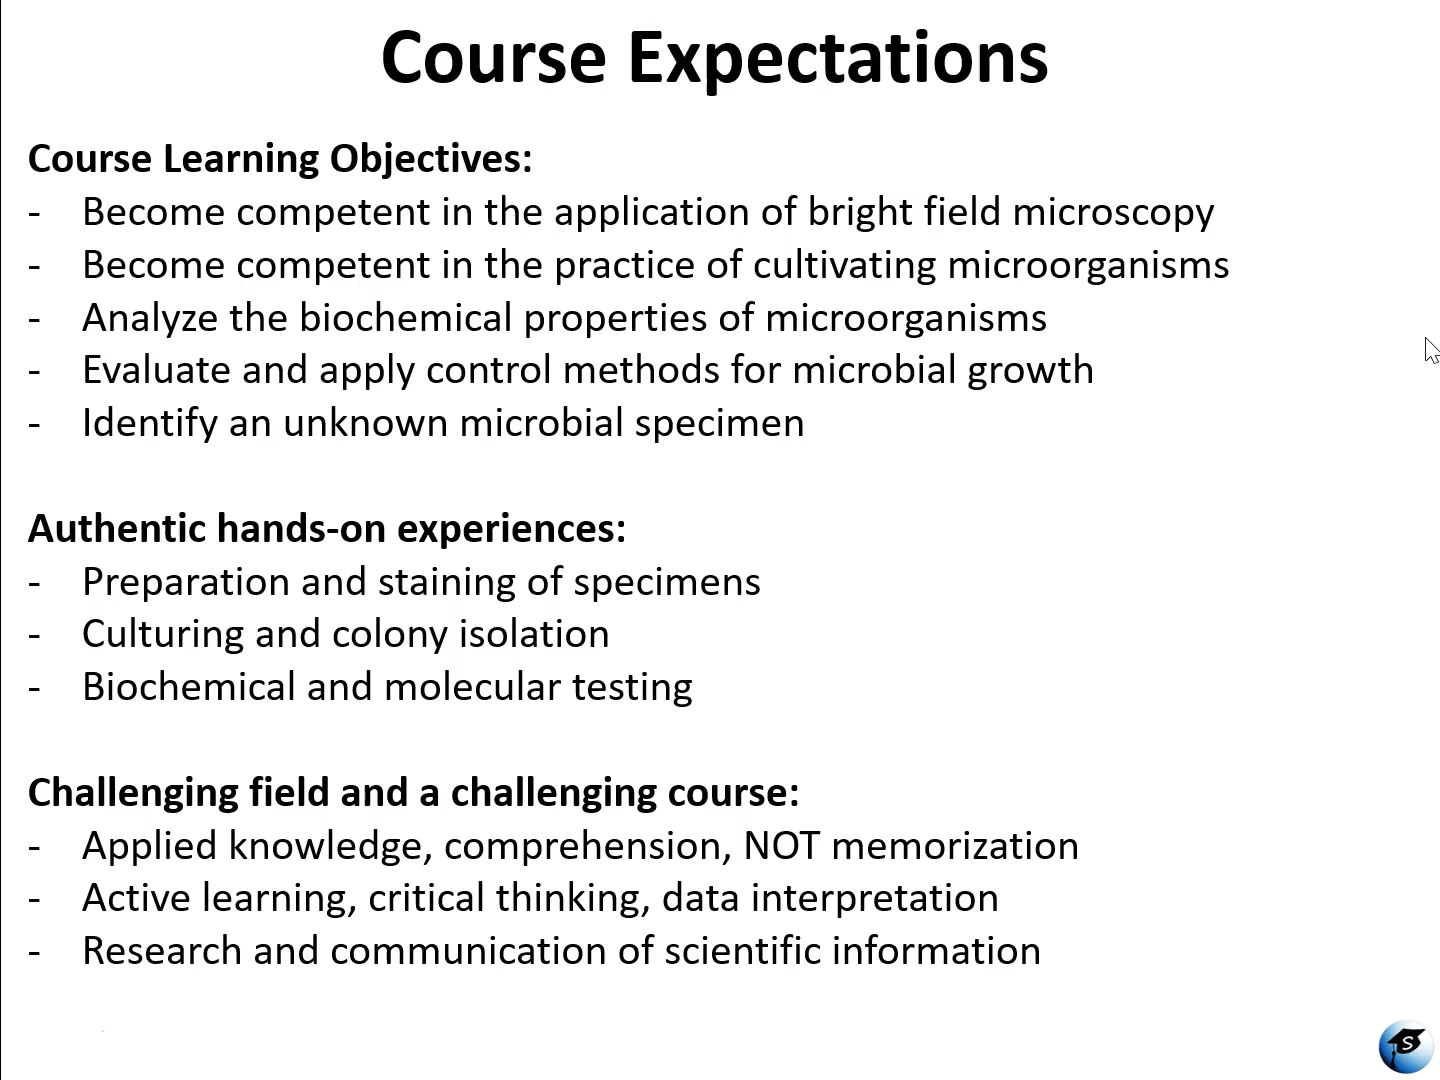 Course Expectations
Course Learning Objectives:
- Become competent in the application of bright field microscopy
- Become competent in the practice of cultivating microorganisms
- Analyze the biochemical properties of microorganisms
- Evaluate and apply control methods for microbial growth
- Identify an unknown microbial specimen
Authentic hands-on experiences:
- Preparation and staining of specimens
- Culturing and colony isolation
- Biochemical and molecular testing
Challenging field and a challenging course:
- Applied knowledge, comprehension, NOT memorization
- Active learning, critical thinking, data interpretation
- Research and communication of scientific information
S